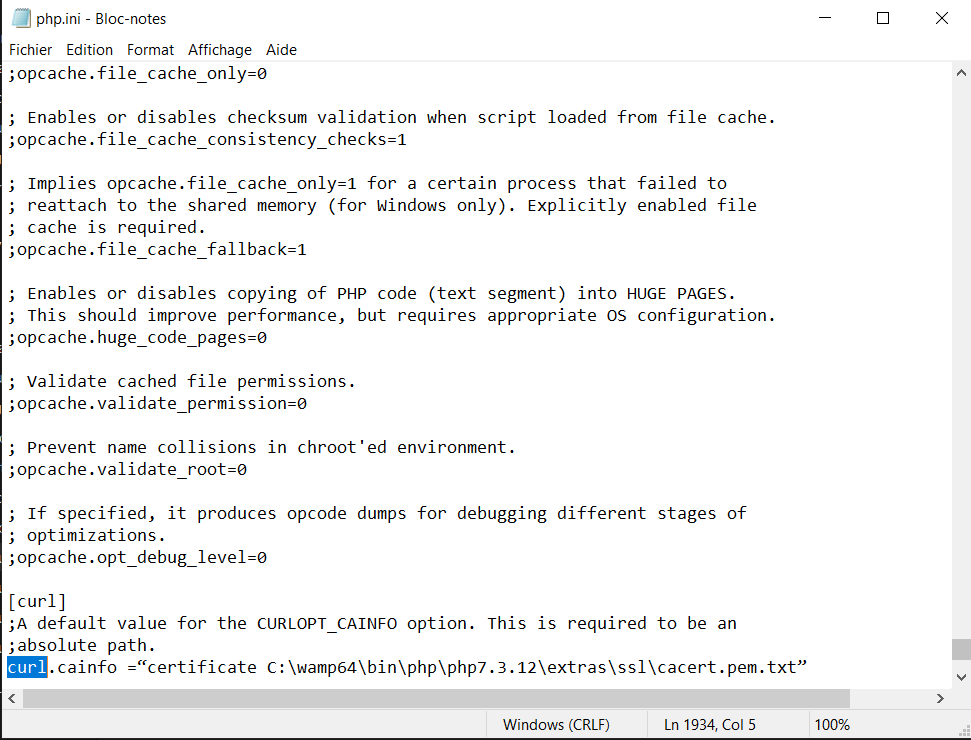 php.ini - Bloc-notes
Fichier Edition Format Affichage Aide
;opcache.file_cache_only=0
; Enables or disables checksum validation when script loaded from file cache.
;opcache.file_cache_consistency_checks=1
; Implies opcache.file_cache_only=1 for a certain process that failed to
; reattach to the shared memory (for Windows only). Explicitly enabled file
; cache is required.
;opcache.file_cache_fallback=1
; Enables or disables copying of PHP code (text segment) into HUGE PAGES.
; This should improve performance, but requires appropriate OS configuration.
;opcache.huge_code_pages=0
; Validate cached file permissions.
;opcache.validate_permission=0
; Prevent name collisions in chroot'ed environment.
;opcache.validate_root=0
; If specified, it produces opcode dumps for debugging different stages of
; optimizations.
;opcache.opt_debug_level=0
[curl]
;A default value for the CURLOPT_CAINFO option. This is required to be an
;absolute path.
curl.cainfo =“certificate C:\wamp64\bin\php\php7.3.12\extras\ssl\cacert.pem.txt”
Windows (CRLF) Ln 1934, Col 5 100%